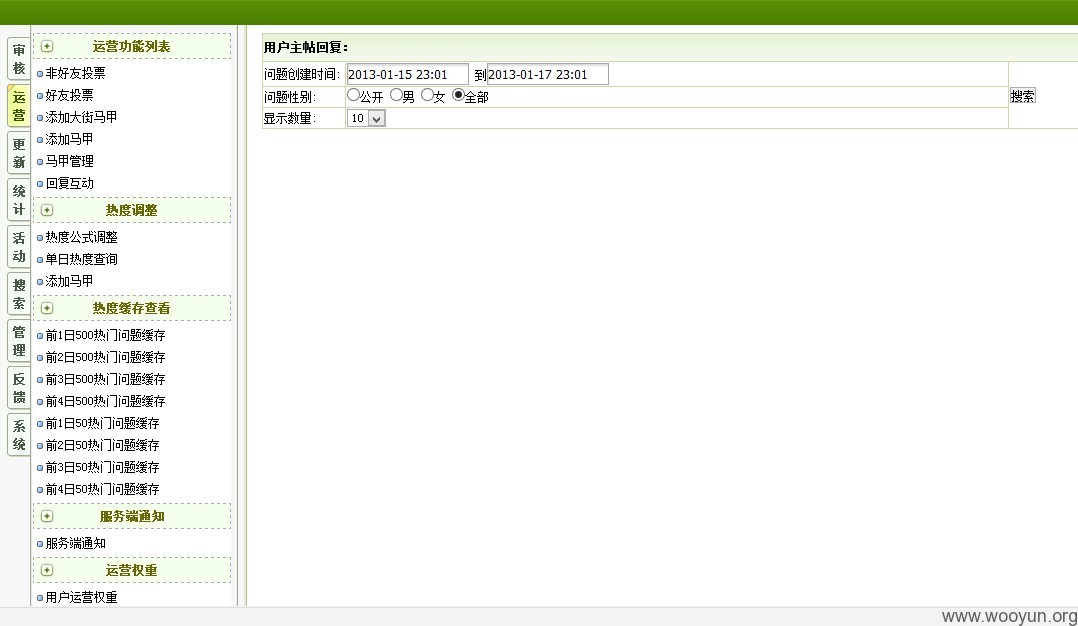 审核
运营
更新
统计
活动
搜索
管理
反馈
系统
运营功能列表
非好友投票
好友投票
添加大街马甲
添加马甲
马甲管理
回复互动
热度调整
热度公式调整
单日热度查询
添加马甲
热度缓存查看
前1日500热门问题缓存
前2日500热门问题缓存
前3日500热门问题缓存
前4日500热门问题缓存
前1日50热门问题缓存
前2日50热门问题缓存
前3日50热门问题缓存
前4日50热门问题缓存
服务端通知
服务端通知
运营权重
用户运营权重
用户主帖回复：
问题创建时间: 2013-01-15 23:01 到 2013-01-17 23:01
问题性别: 公开 男 女 全部
显示数量: 10
搜索
www.wooyun.org